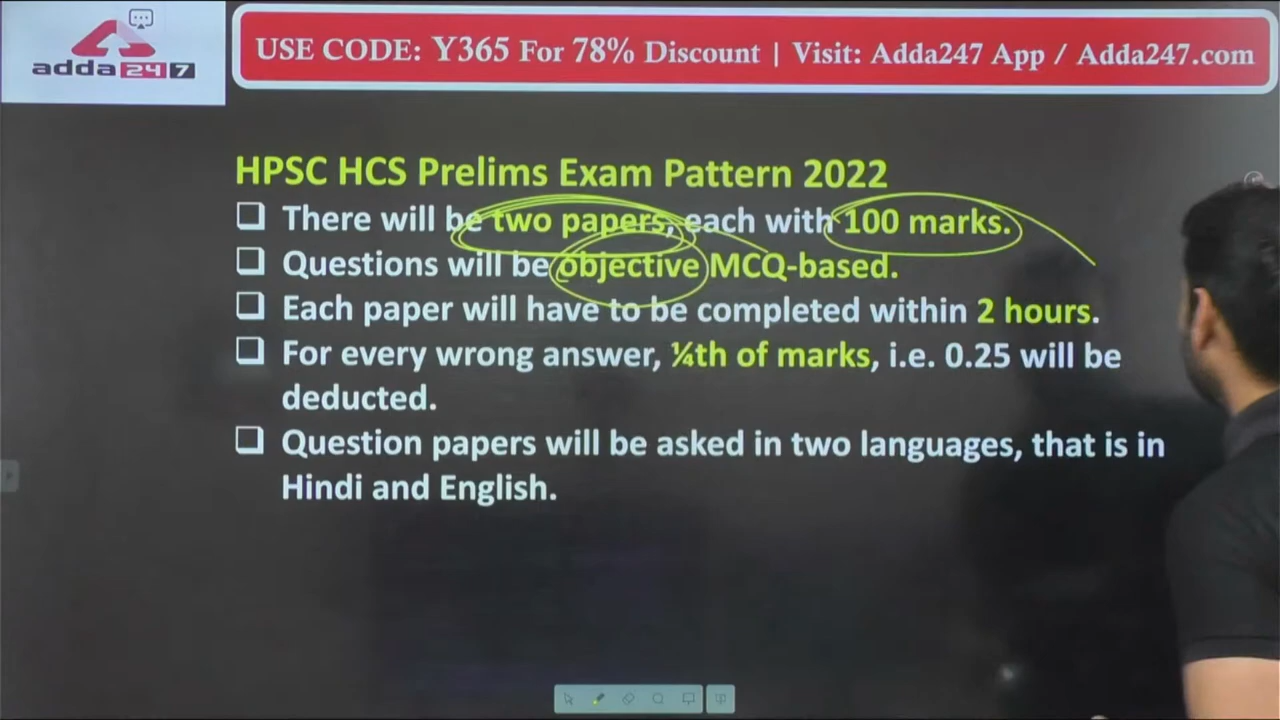 USE CODE: Y365 For 78% Discount | Visit: Adda247 App / Adda247.com
adda 247
HPSC HCS Prelims Exam Pattern 2022
There will be two papers, each with 100 marks.
Questions will be objective MCQ-based.
Each paper will have to be completed within 2 hours.
For every wrong answer, ¼th of marks, i.e. 0.25 will be
deducted.
Question papers will be asked in two languages, that is in
Hindi and English.